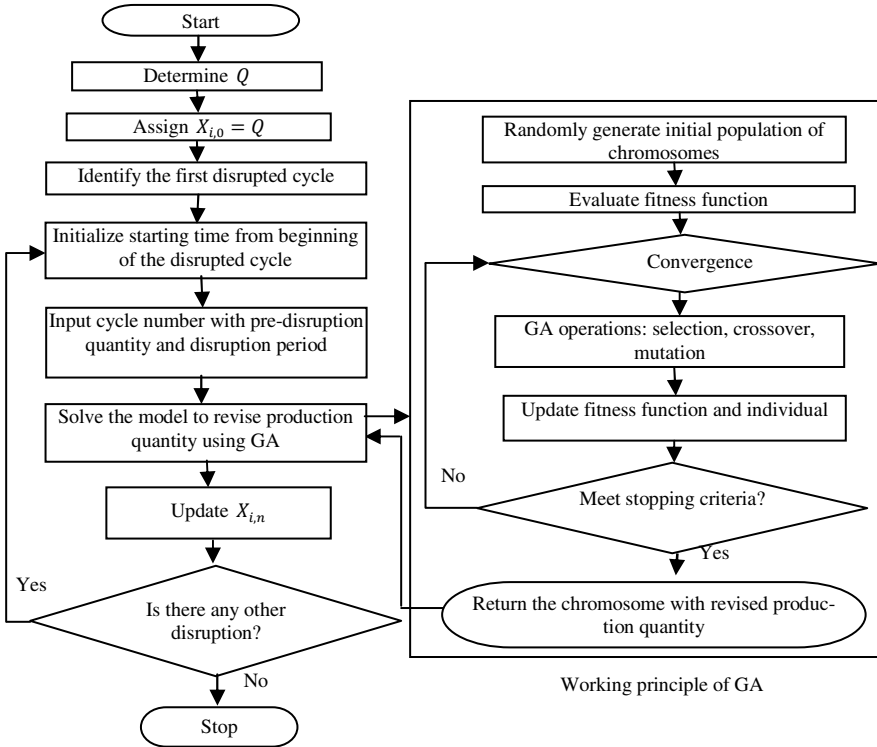 Start
Determine Q
Assign X_{i,0} = Q
Identify the first disrupted cycle
Initialize starting time from beginning
of the disrupted cycle
Input cycle number with pre-disruption
quantity and disruption period
Solve the model to revise production
quantity using GA
Update X_{i,n}
Yes
Is there any other
disruption?
No
Stop
Randomly generate initial population of
chromosomes
Evaluate fitness function
Convergence
GA operations: selection, crossover,
mutation
Update fitness function and individual
No
Meet stopping criteria?
Yes
Return the chromosome with revised produc-
tion quantity
Working principle of GA